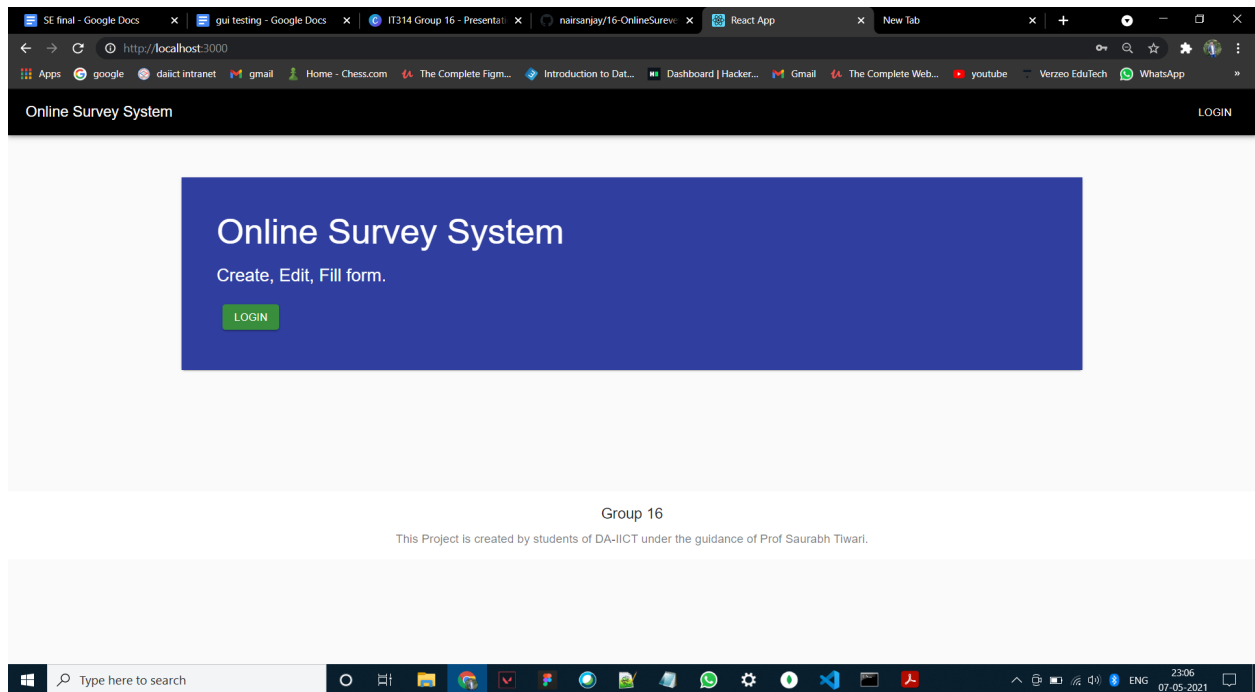 SE final - Google Docs
gui testing - Google Docs
IT314 Group 16 - Presentati
nairsanjay/16-OnlineSureve
React App
New Tab
http://localhost:3000
Apps
google
daiict intranet
gmail
Home - Chess.com
The Complete Figm...
Introduction to Dat...
Dashboard | Hacker...
Gmail
The Complete Web...
youtube
Verzeo EduTech
WhatsApp
Online Survey System
LOGIN
Online Survey System
Create, Edit, Fill form.
LOGIN
Group 16
This Project is created by students of DA-IICT under the guidance of Prof Saurabh Tiwari.
Type here to search
ENG
23:06
07-05-2021